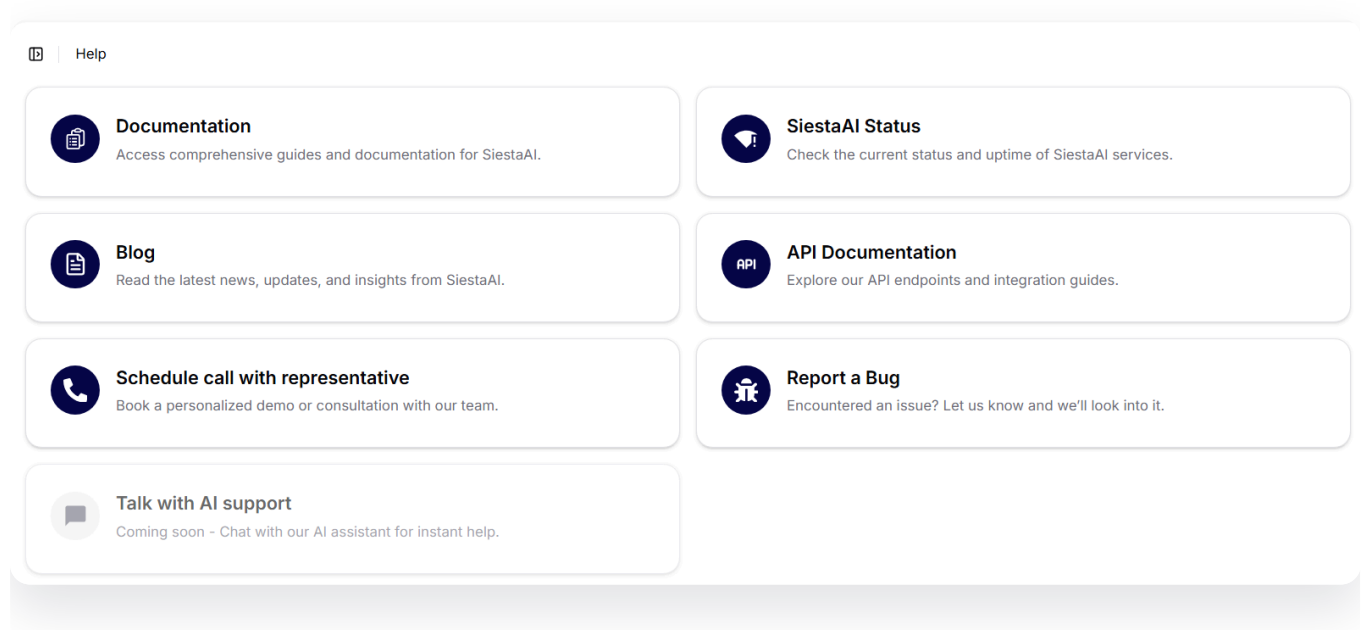 Help
Documentation
Access comprehensive guides and documentation for SiestaAI.
SiestaAI Status
Check the current status and uptime of SiestaAI services.
Blog
Read the latest news, updates, and insights from SiestaAI.
API
API Documentation
Explore our API endpoints and integration guides.
Schedule call with representative
Book a personalized demo or consultation with our team.
Report a Bug
Encountered an issue? Let us know and we’ll look into it.
Talk with AI support
Coming soon - Chat with our AI assistant for instant help.